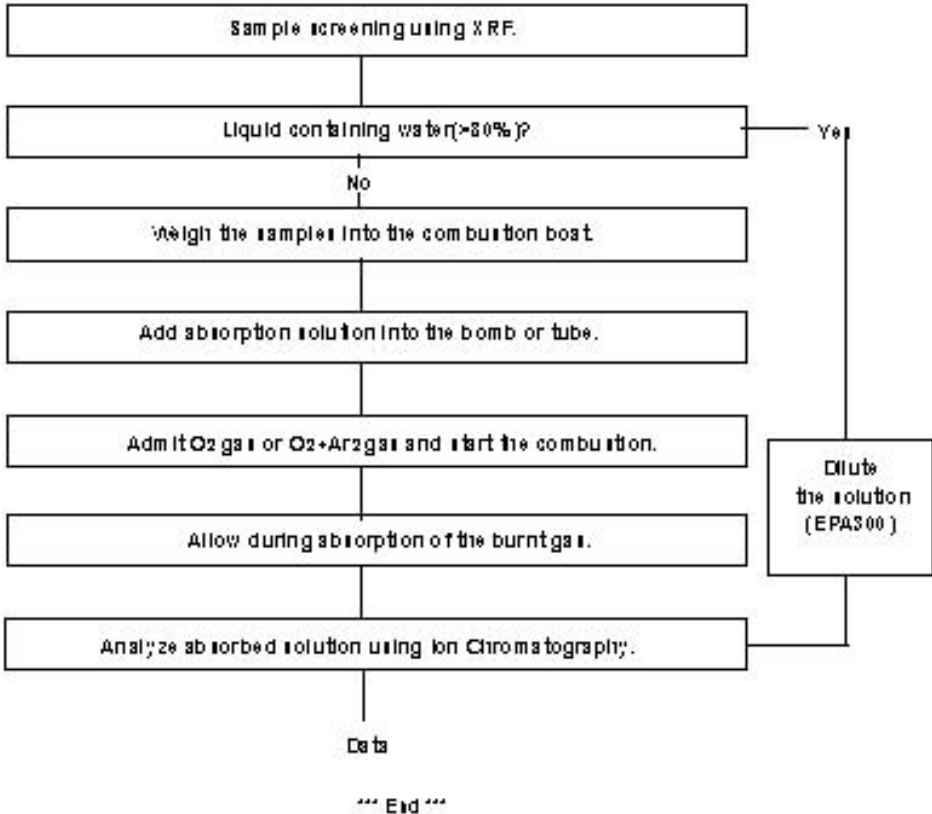 Sample screening using XRF.
Liquid containing water(>80%)?
Yes
No
Weigh the samples into the combustion boat.
Add absorption solution into the bomb or tube.
Admit O2 gas or O2+Ar2 gas and start the combustion.
Dilute
the solution
(EPA300)
Allow during absorption of the burnt gas.
Analyze absorbed solution using Ion Chromatography.
Data
*** End ***